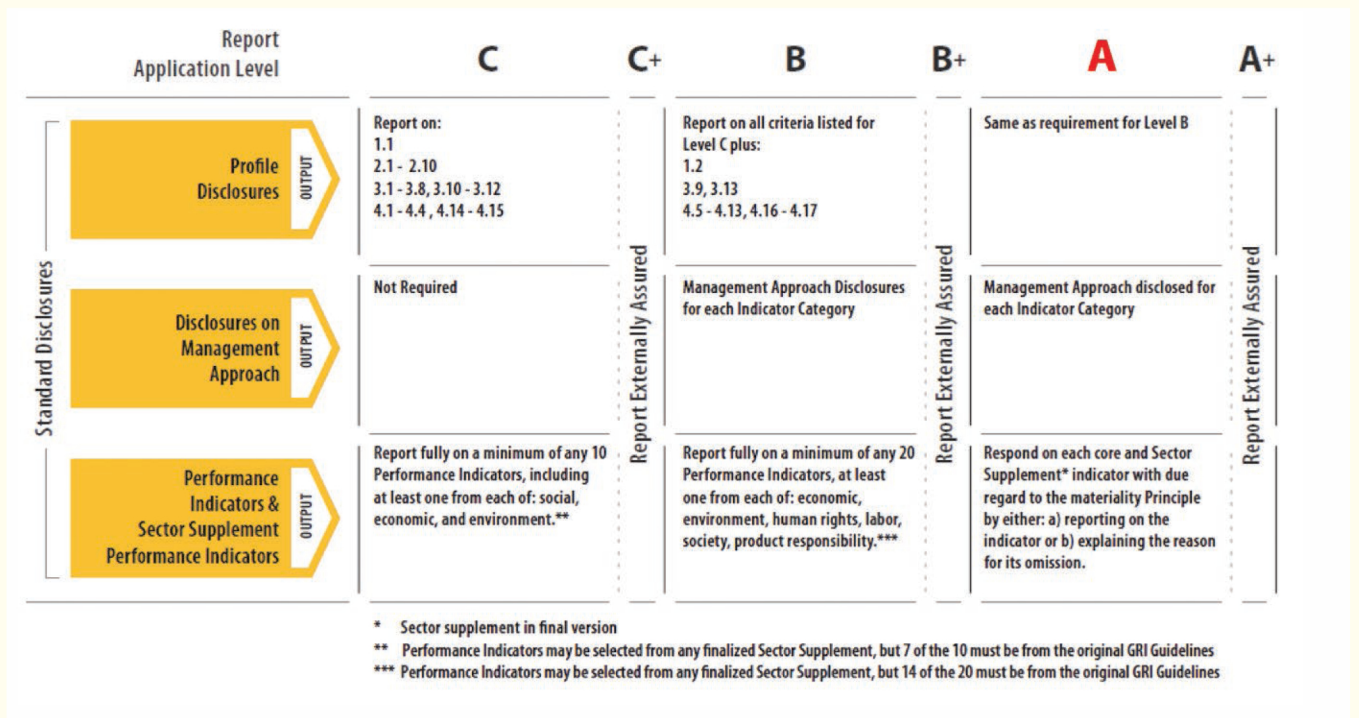 Report
Application Level
C
C+
B
B+
A
A+
Standard Disclosures
Profile
Disclosures
OUTPUT
Report on:
1.1
2.1 - 2.10
3.1 - 3.8, 3.10 - 3.12
4.1 - 4.4 , 4.14 - 4.15
Report on all criteria listed for
Level C plus:
1.2
3.9, 3.13
4.5 - 4.13, 4.16 - 4.17
Same as requirement for Level B
Disclosures on
Management
Approach
OUTPUT
Not Required
Management Approach Disclosures
for each Indicator Category
Management Approach disclosed for
each Indicator Category
Performance
Indicators &
Sector Supplement
Performance Indicators
OUTPUT
Report fully on a minimum of any 10
Performance Indicators, including
at least one from each of: social,
economic, and environment.**
Report fully on a minimum of any 20
Performance Indicators, at least
one from each of: economic,
environment, human rights, labor,
society, product responsibility.***
Respond on each core and Sector
Supplement* indicator with due
regard to the materiality Principle
by either: a) reporting on the
indicator or b) explaining the reason
for its omission.
Report Externally Assured
Report Externally Assured
Report Externally Assured
* Sector supplement in final version
** Performance Indicators may be selected from any finalized Sector Supplement, but 7 of the 10 must be from the original GRI Guidelines
*** Performance Indicators may be selected from any finalized Sector Supplement, but 14 of the 20 must be from the original GRI Guidelines